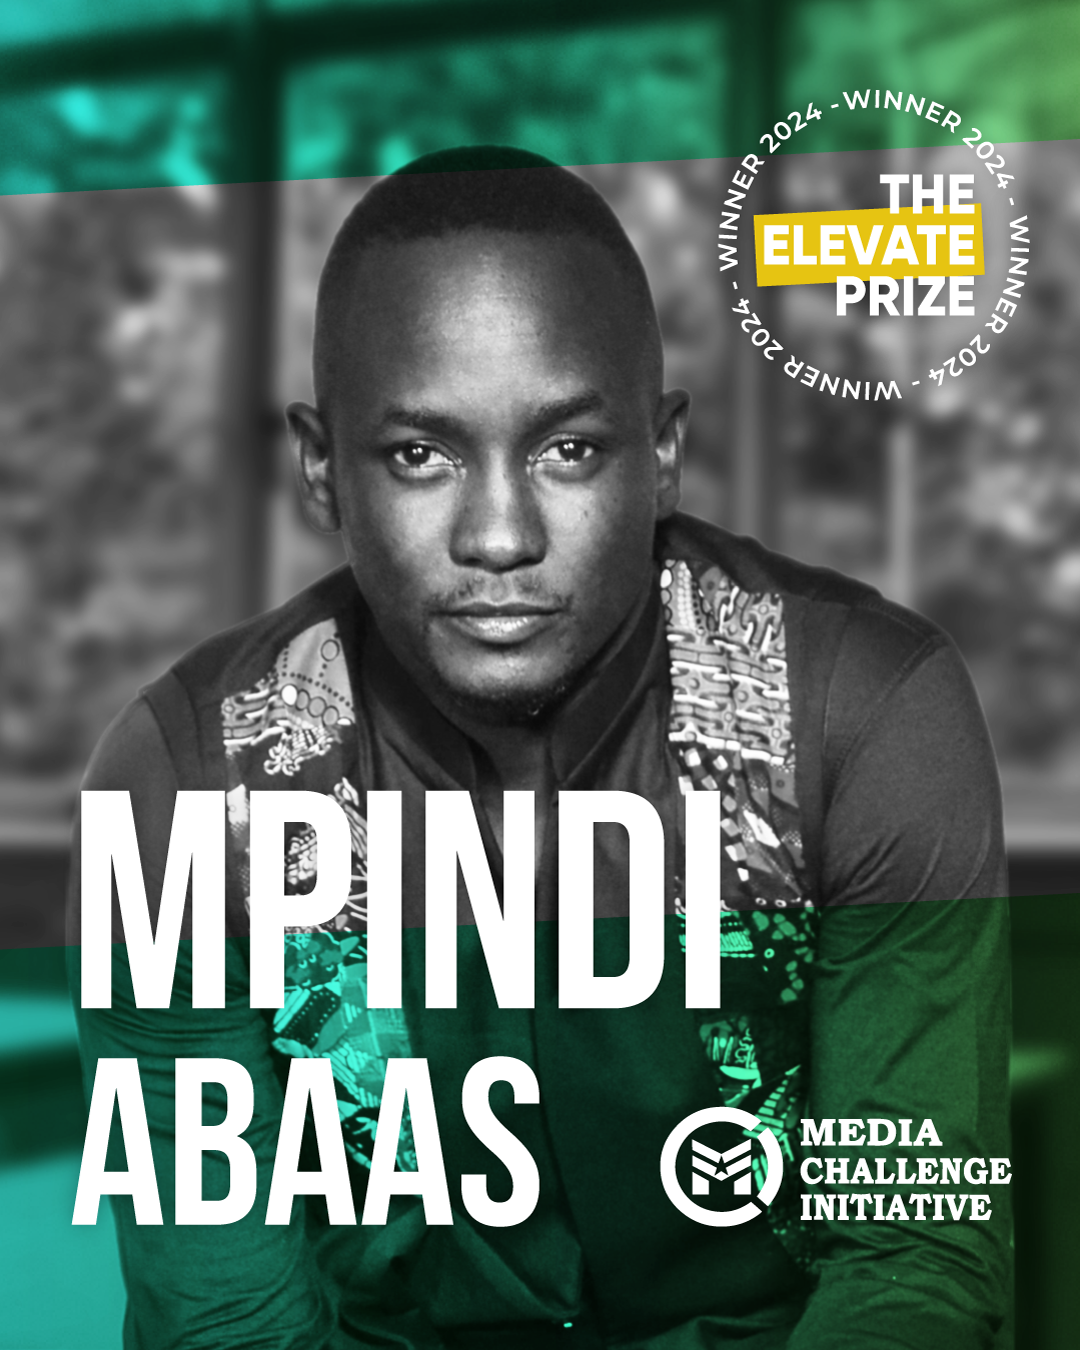 WINNER 2024 - WINNER 2024 - WINNER 2024 - WINNER 2024 -
THE
ELEVATE
PRIZE
MPINDI
ABAAS
MEDIA
CHALLENGE
INITIATIVE